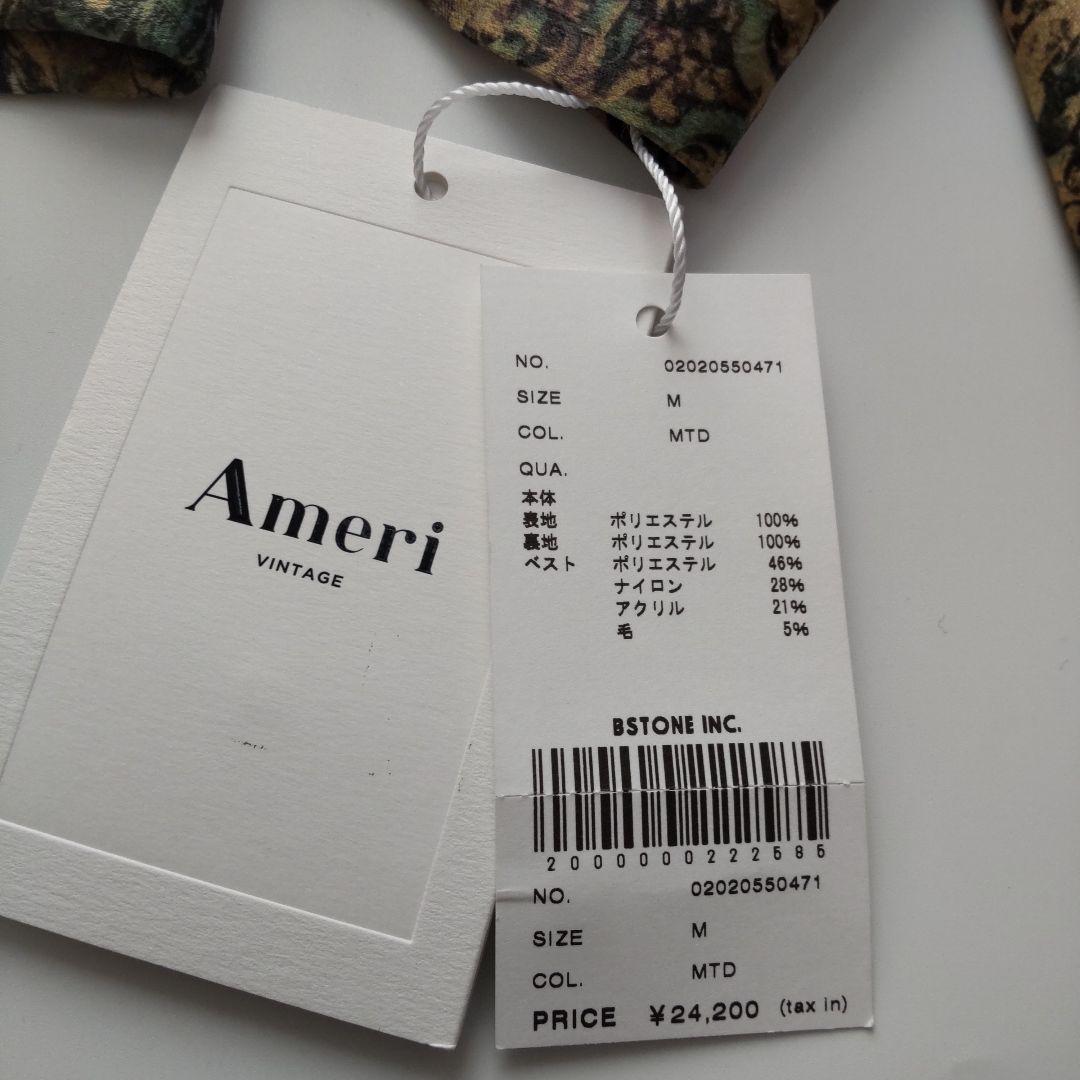 Ameri
VINTAGE
NO. 02020550471
SIZE M
COL. MTD
QUA.
本体
表地 ポリエステル 100%
裏地 ポリエステル 100%
ベスト ポリエステル 46%
ナイロン 28%
アクリル 21%
毛 5%
BSTONE INC.
2000000222585
NO. 02020550471
SIZE M
COL. MTD
PRICE ¥24,200 (tax in)